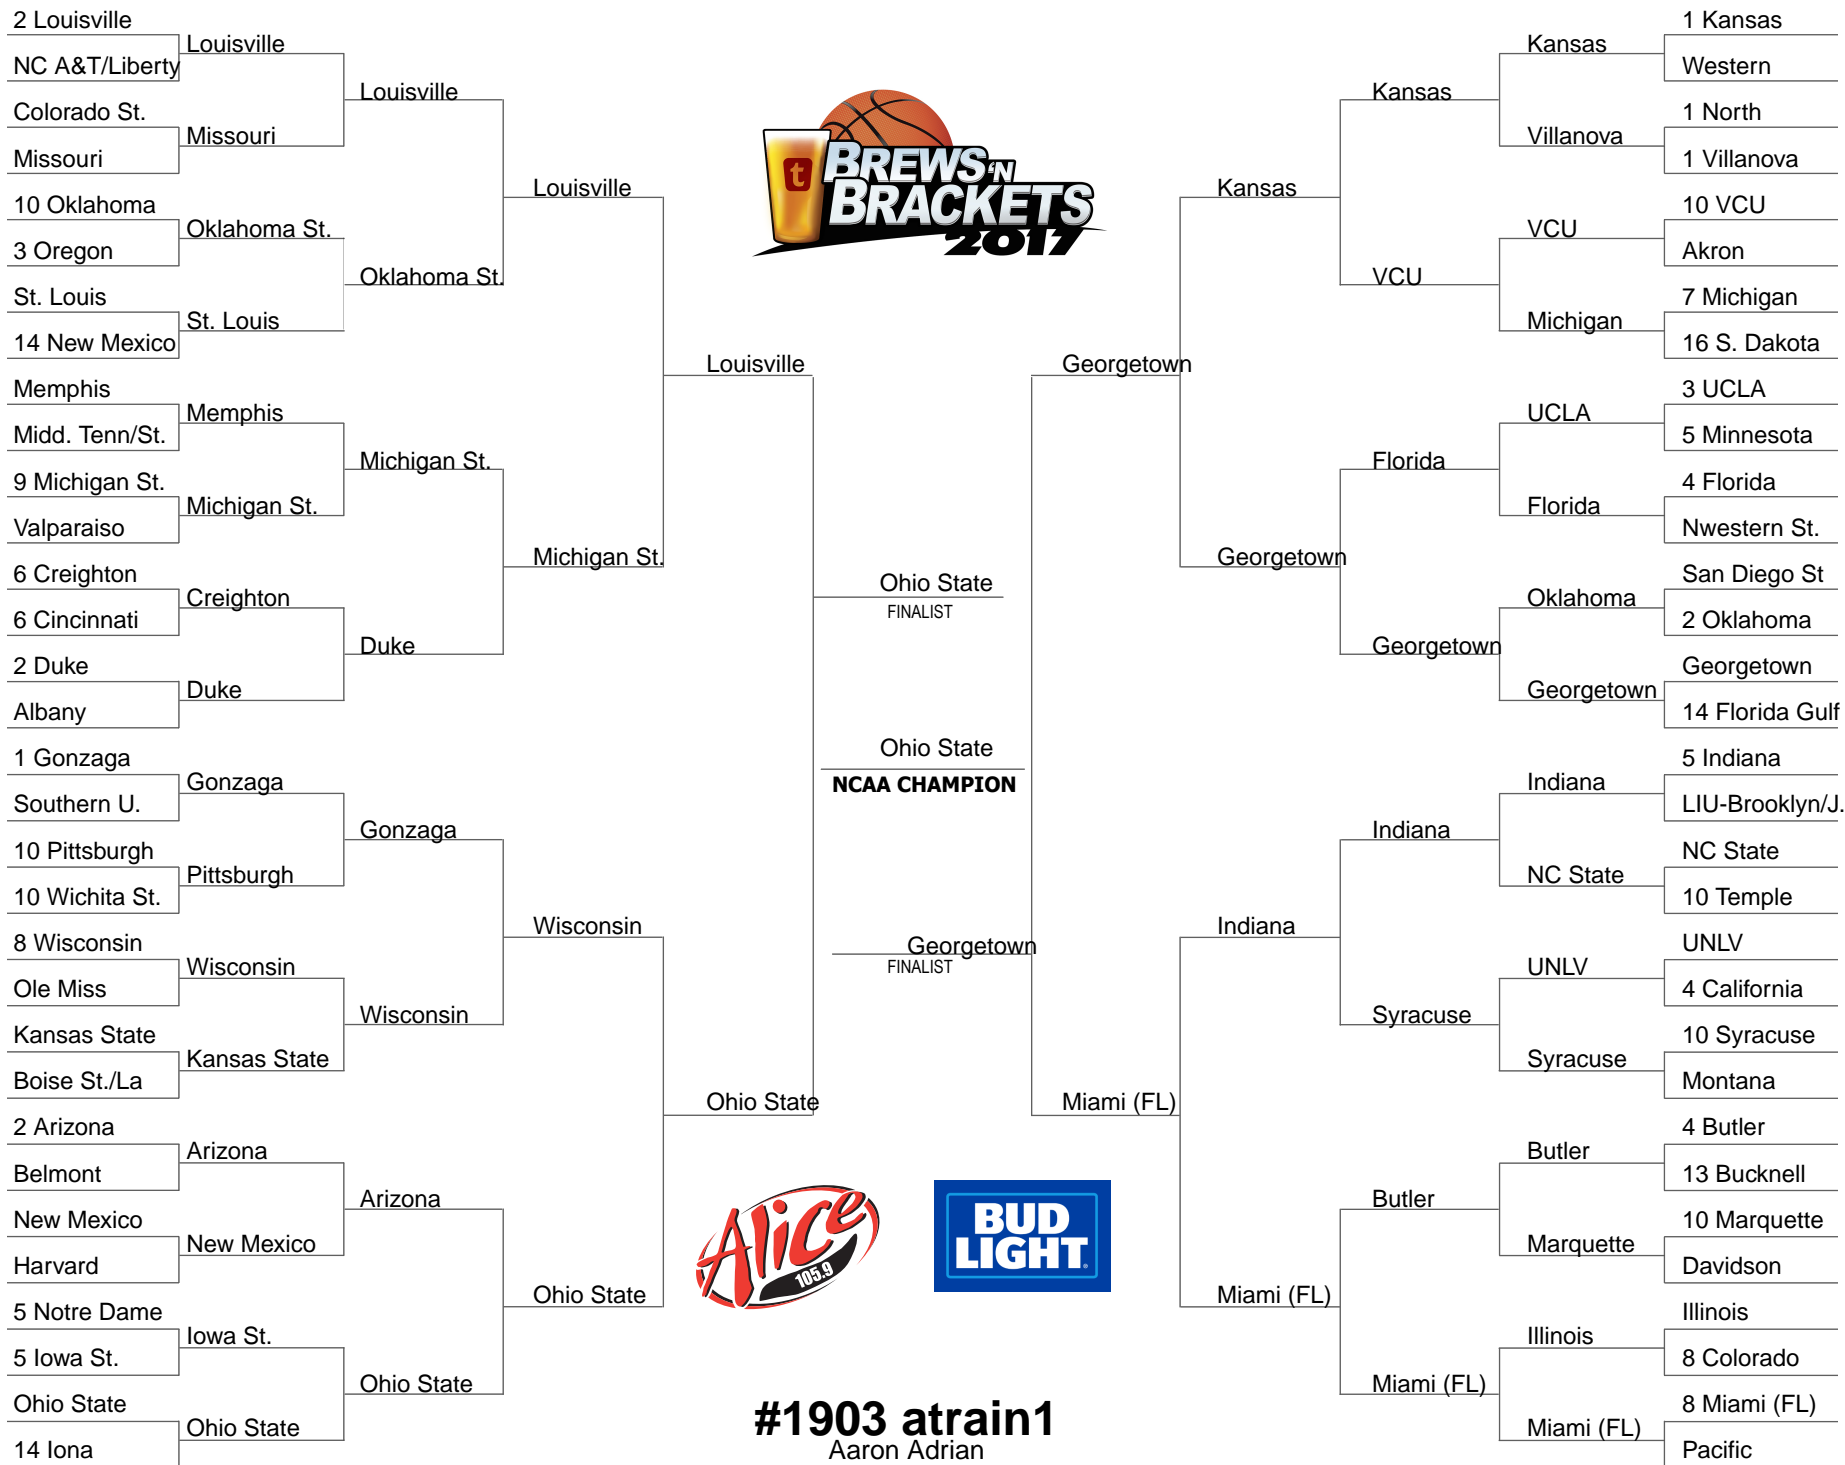 2 Louisville
NC A&T/Liberty
Colorado St.
Missouri
10 Oklahoma
3 Oregon
St. Louis
14 New Mexico
Memphis
Midd. Tenn/St.
9 Michigan St.
Valparaiso
6 Creighton
6 Cincinnati
2 Duke
Albany
1 Gonzaga
Southern U.
10 Pittsburgh
10 Wichita St.
8 Wisconsin
Ole Miss
Kansas State
Boise St./La
2 Arizona
Belmont
New Mexico
Harvard
5 Notre Dame
5 Iowa St.
Ohio State
14 Iona
Louisville
Missouri
Oklahoma St.
St. Louis
Memphis
Michigan St.
Creighton
Duke
Gonzaga
Pittsburgh
Wisconsin
Kansas State
Arizona
New Mexico
Iowa St.
Ohio State
Louisville
Oklahoma St.
Michigan St.
Duke
Gonzaga
Wisconsin
Arizona
Ohio State
Louisville
Michigan St.
Wisconsin
Ohio State
Louisville
Ohio State
t
BREWS 'N
BRACKETS
2017
Ohio State
FINALIST
Ohio State
NCAA CHAMPION
Georgetown
FINALIST
Alice
105.9
BUD
LIGHT
#1903 atrain1
Aaron Adrian
Georgetown
Miami (FL)
Kansas
Georgetown
Indiana
Miami (FL)
Kansas
VCU
Florida
Georgetown
Indiana
Syracuse
Butler
Miami (FL)
Kansas
Villanova
VCU
Michigan
UCLA
Florida
Oklahoma
Georgetown
Indiana
NC State
UNLV
Syracuse
Butler
Marquette
Illinois
Miami (FL)
1 Kansas
Western
1 North
1 Villanova
10 VCU
Akron
7 Michigan
16 S. Dakota
3 UCLA
5 Minnesota
4 Florida
Nwestern St.
San Diego St
2 Oklahoma
Georgetown
14 Florida Gulf
5 Indiana
LIU-Brooklyn/J.
NC State
10 Temple
UNLV
4 California
10 Syracuse
Montana
4 Butler
13 Bucknell
10 Marquette
Davidson
Illinois
8 Colorado
8 Miami (FL)
Pacific